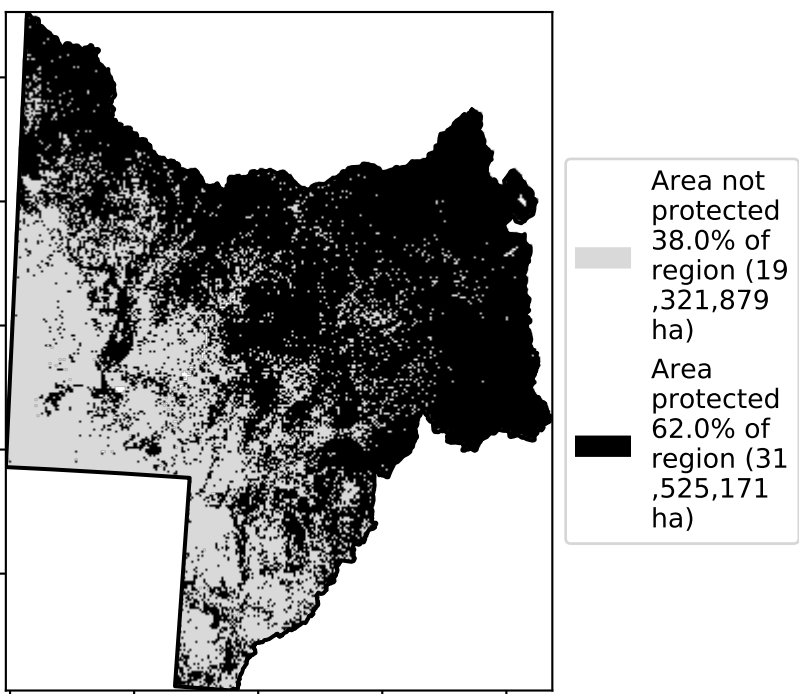 Area not
protected
38.0% of
region (19
,321,879
ha)
Area
protected
62.0% of
region (31
,525,171
ha)